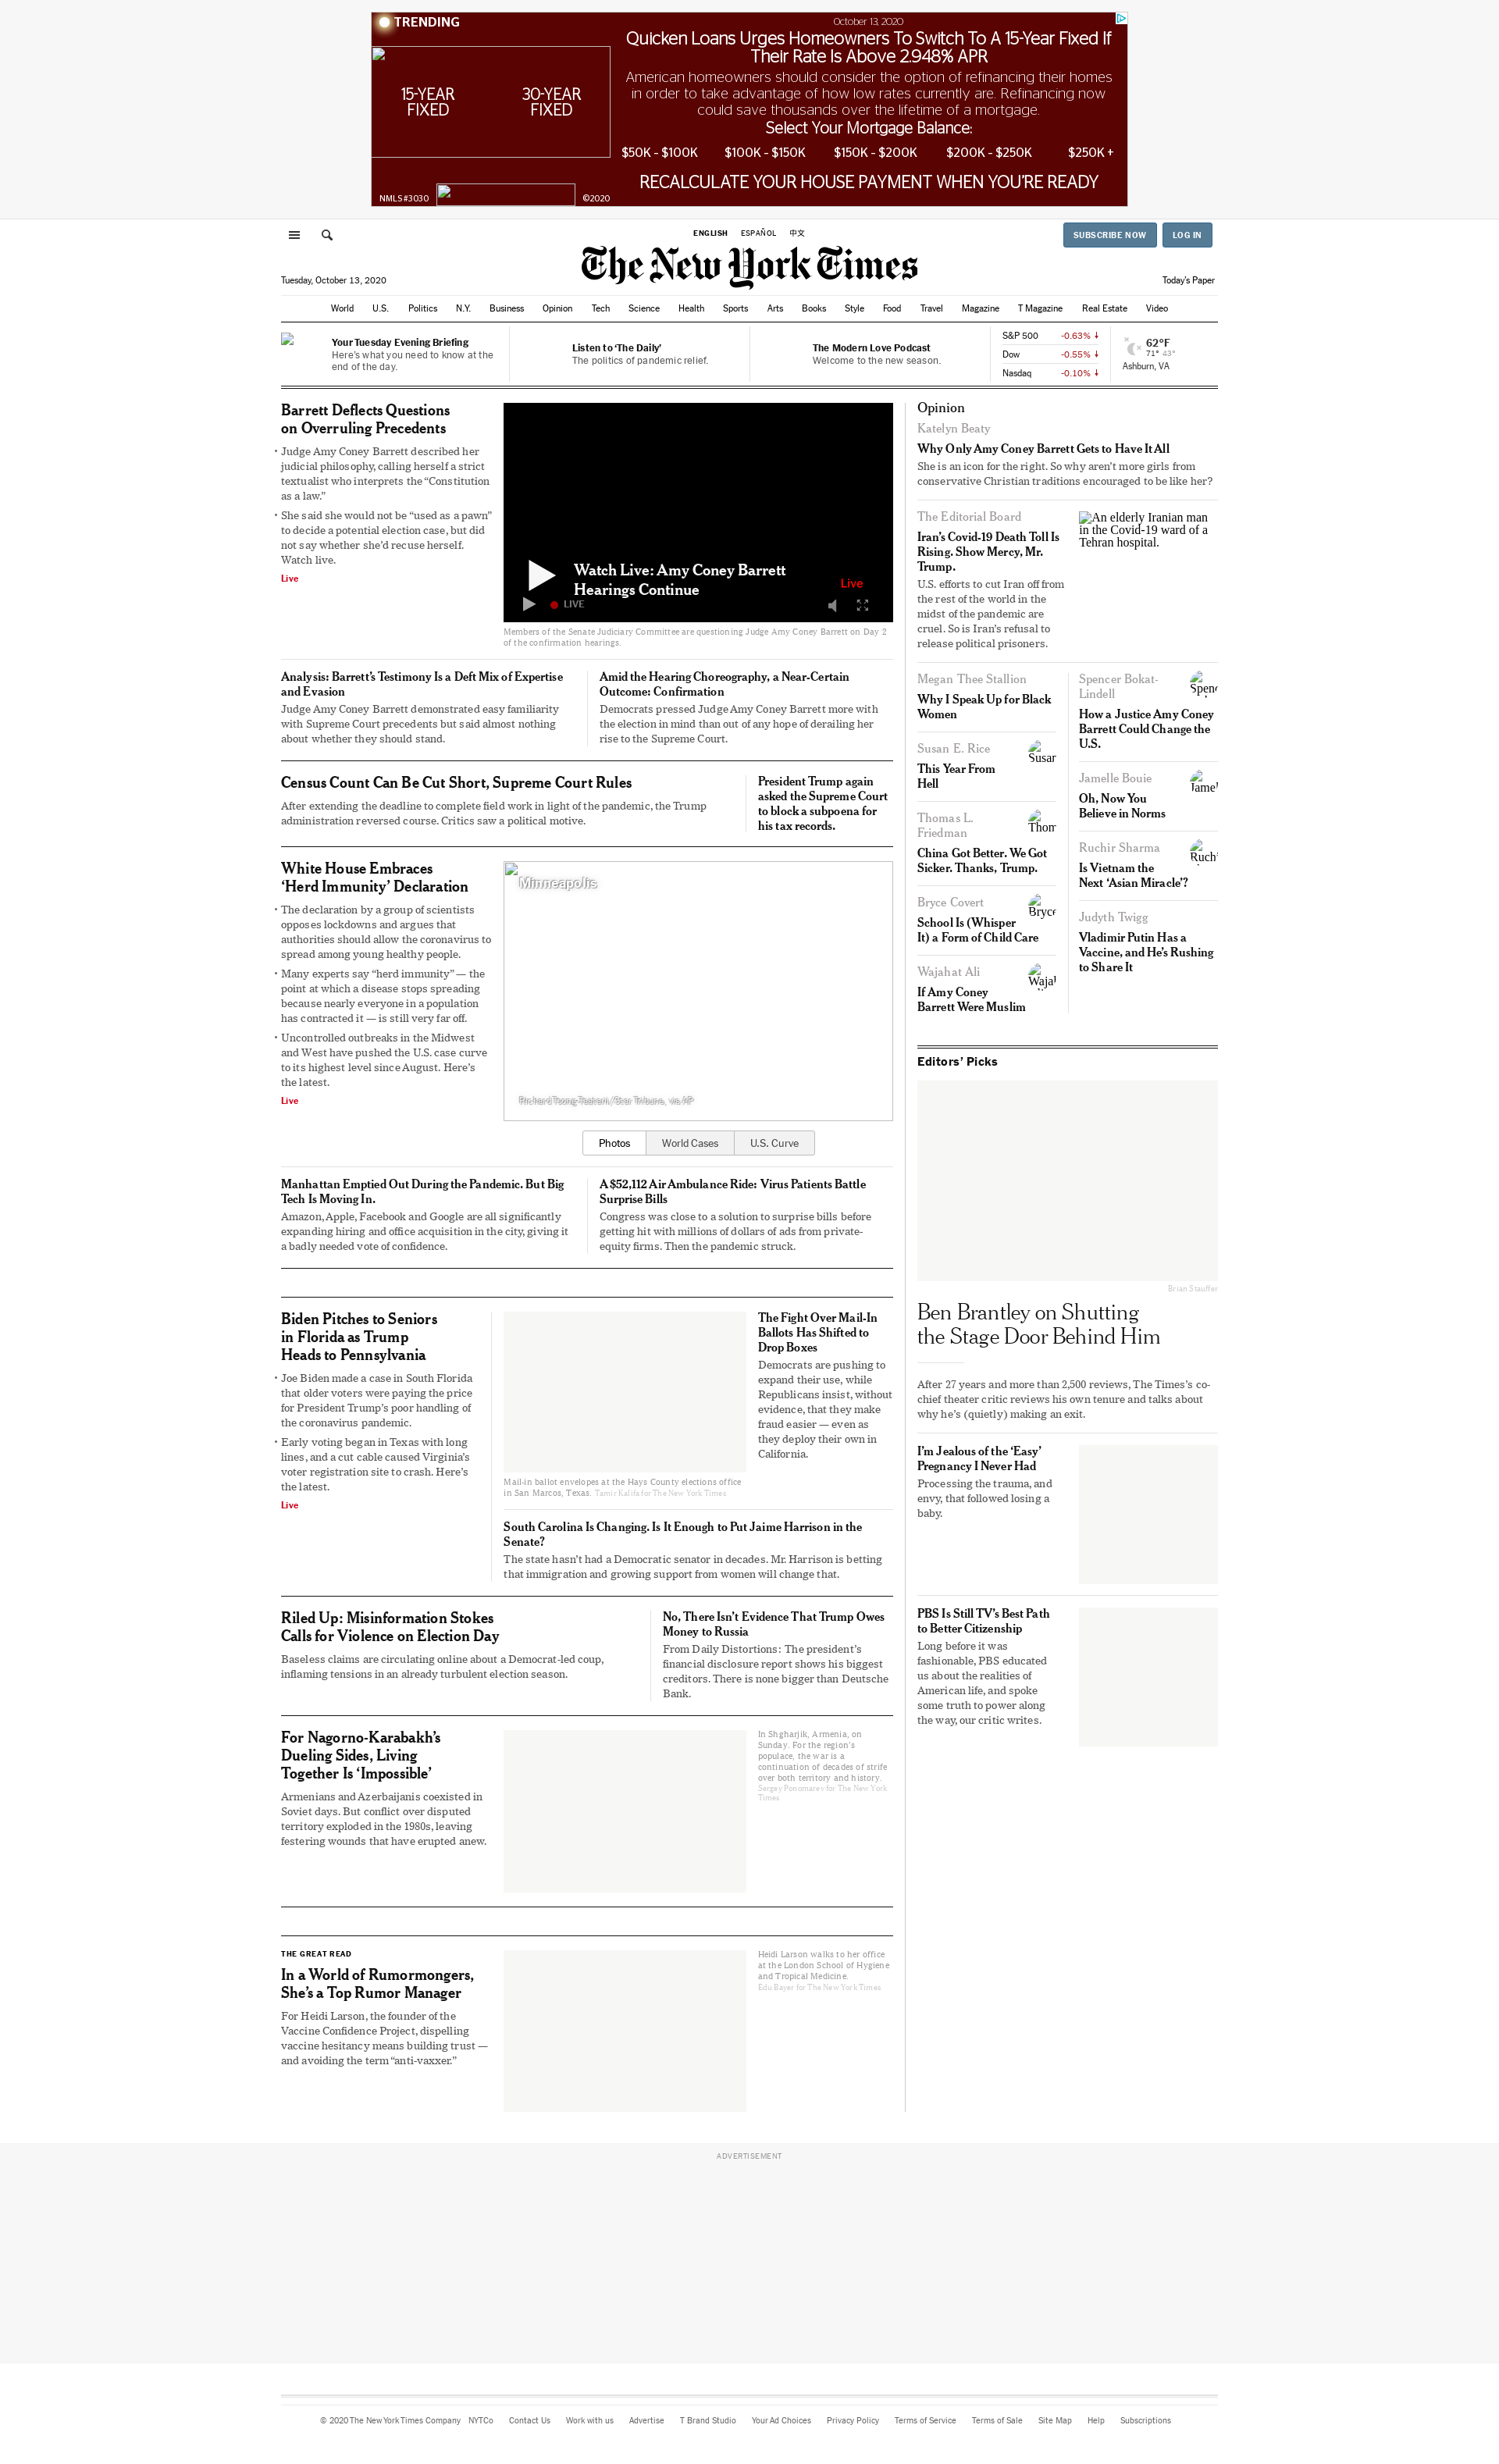 TRENDING
15-YEAR FIXED
30-YEAR FIXED
NMLS #3030
©2020
October 13, 2020
Quicken Loans Urges Homeowners To Switch To A 15-Year Fixed If
Their Rate Is Above 2.948% APR
American homeowners should consider the option of refinancing their homes
in order to take advantage of how low rates currently are. Refinancing now
could save thousands over the lifetime of a mortgage.
Select Your Mortgage Balance:
$50K - $100K $100K - $150K $150K - $200K $200K - $250K $250K +
RECALCULATE YOUR HOUSE PAYMENT WHEN YOU'RE READY
ENGLISH ESPAÑOL 中文
SUBSCRIBE NOW LOG IN
The New York Times
Tuesday, October 13, 2020
Today's Paper
World U.S. Politics N.Y. Business Opinion Tech Science Health Sports Arts Books Style Food Travel Magazine T Magazine Real Estate Video
Your Tuesday Evening Briefing
Here's what you need to know at the
end of the day.
Listen to ‘The Daily’
The politics of pandemic relief.
The Modern Love Podcast
Welcome to the new season.
S&P 500 -0.63% ↓
Dow -0.55% ↓
Nasdaq -0.10% ↓
62°F
71° 43°
Ashburn, VA
Barrett Deflects Questions
on Overruling Precedents
• Judge Amy Coney Barrett described her
judicial philosophy, calling herself a strict
textualist who interprets the “Constitution
as a law.”
• She said she would not be “used as a pawn”
to decide a potential election case, but did
not say whether she’d recuse herself.
Watch live.
Live
Watch Live: Amy Coney Barrett
Hearings Continue
Live
LIVE
Members of the Senate Judiciary Committee are questioning Judge Amy Coney Barrett on Day 2
of the confirmation hearings.
Analysis: Barrett’s Testimony Is a Deft Mix of Expertise
and Evasion
Judge Amy Coney Barrett demonstrated easy familiarity
with Supreme Court precedents but said almost nothing
about whether they should stand.
Amid the Hearing Choreography, a Near-Certain
Outcome: Confirmation
Democrats pressed Judge Amy Coney Barrett more with
the election in mind than out of any hope of derailing her
rise to the Supreme Court.
Census Count Can Be Cut Short, Supreme Court Rules
After extending the deadline to complete field work in light of the pandemic, the Trump
administration reversed course. Critics saw a political motive.
President Trump again
asked the Supreme Court
to block a subpoena for
his tax records.
White House Embraces
‘Herd Immunity’ Declaration
• The declaration by a group of scientists
opposes lockdowns and argues that
authorities should allow the coronavirus to
spread among young healthy people.
• Many experts say “herd immunity” — the
point at which a disease stops spreading
because nearly everyone in a population
has contracted it — is still very far off.
• Uncontrolled outbreaks in the Midwest
and West have pushed the U.S. case curve
to its highest level since August. Here’s
the latest.
Live
Minneapolis
Richard Tsong-Taatarii/Star Tribune, via AP
Photos World Cases U.S. Curve
Manhattan Emptied Out During the Pandemic. But Big
Tech Is Moving In.
Amazon, Apple, Facebook and Google are all significantly
expanding hiring and office acquisition in the city, giving it
a badly needed vote of confidence.
A $52,112 Air Ambulance Ride: Virus Patients Battle
Surprise Bills
Congress was close to a solution to surprise bills before
getting hit with millions of dollars of ads from private-
equity firms. Then the pandemic struck.
Biden Pitches to Seniors
in Florida as Trump
Heads to Pennsylvania
• Joe Biden made a case in South Florida
that older voters were paying the price
for President Trump’s poor handling of
the coronavirus pandemic.
• Early voting began in Texas with long
lines, and a cut cable caused Virginia’s
voter registration site to crash. Here’s
the latest.
Live
Mail-in ballot envelopes at the Hays County elections office
in San Marcos, Texas. Tamir Kalifa for The New York Times
The Fight Over Mail-In
Ballots Has Shifted to
Drop Boxes
Democrats are pushing to
expand their use, while
Republicans insist, without
evidence, that they make
fraud easier — even as
they deploy their own in
California.
South Carolina Is Changing. Is It Enough to Put Jaime Harrison in the
Senate?
The state hasn’t had a Democratic senator in decades. Mr. Harrison is betting
that immigration and growing support from women will change that.
Riled Up: Misinformation Stokes
Calls for Violence on Election Day
Baseless claims are circulating online about a Democrat-led coup,
inflaming tensions in an already turbulent election season.
No, There Isn’t Evidence That Trump Owes
Money to Russia
From Daily Distortions: The president’s
financial disclosure report shows his biggest
creditors. There is none bigger than Deutsche
Bank.
For Nagorno-Karabakh’s
Dueling Sides, Living
Together Is ‘Impossible’
Armenians and Azerbaijanis coexisted in
Soviet days. But conflict over disputed
territory exploded in the 1980s, leaving
festering wounds that have erupted anew.
In Shgharjik, Armenia, on
Sunday. For the region’s
populace, the war is a
continuation of decades of strife
over both territory and history.
Sergey Ponomarev for The New York
Times
THE GREAT READ
In a World of Rumormongers,
She’s a Top Rumor Manager
For Heidi Larson, the founder of the
Vaccine Confidence Project, dispelling
vaccine hesitancy means building trust —
and avoiding the term “anti-vaxxer.”
Heidi Larson walks to her office
at the London School of Hygiene
and Tropical Medicine.
Edu Bayer for The New York Times
Opinion
Katelyn Beaty
Why Only Amy Coney Barrett Gets to Have It All
She is an icon for the right. So why aren’t more girls from
conservative Christian traditions encouraged to be like her?
The Editorial Board
Iran’s Covid-19 Death Toll Is
Rising. Show Mercy, Mr.
Trump.
U.S. efforts to cut Iran off from
the rest of the world in the
midst of the pandemic are
cruel. So is Iran’s refusal to
release political prisoners.
An elderly Iranian man
in the Covid-19 ward of a
Tehran hospital.
Megan Thee Stallion
Why I Speak Up for Black
Women
Susan E. Rice
This Year From
Hell
Susan
Thomas L.
Friedman
China Got Better. We Got
Sicker. Thanks, Trump.
Thom
Bryce Covert
School Is (Whisper
It) a Form of Child Care
Bryce
Wajahat Ali
If Amy Coney
Barrett Were Muslim
Spencer Bokat-
Lindell
How a Justice Amy Coney
Barrett Could Change the
U.S.
Jamelle Bouie
Oh, Now You
Believe in Norms
Ruchir Sharma
Is Vietnam the
Next ‘Asian Miracle’?
Judyth Twigg
Vladimir Putin Has a
Vaccine, and He’s Rushing
to Share It
Editors’ Picks
Brian Stauffer
Ben Brantley on Shutting
the Stage Door Behind Him
After 27 years and more than 2,500 reviews, The Times’s co-
chief theater critic reviews his own tenure and talks about
why he’s (quietly) making an exit.
I’m Jealous of the ‘Easy’
Pregnancy I Never Had
Processing the trauma, and
envy, that followed losing a
baby.
PBS Is Still TV’s Best Path
to Better Citizenship
Long before it was
fashionable, PBS educated
us about the realities of
American life, and spoke
some truth to power along
the way, our critic writes.
ADVERTISEMENT
© 2020 The New York Times Company NYTCo Contact Us Work with us Advertise T Brand Studio Your Ad Choices Privacy Policy Terms of Service Terms of Sale Site Map Help Subscriptions